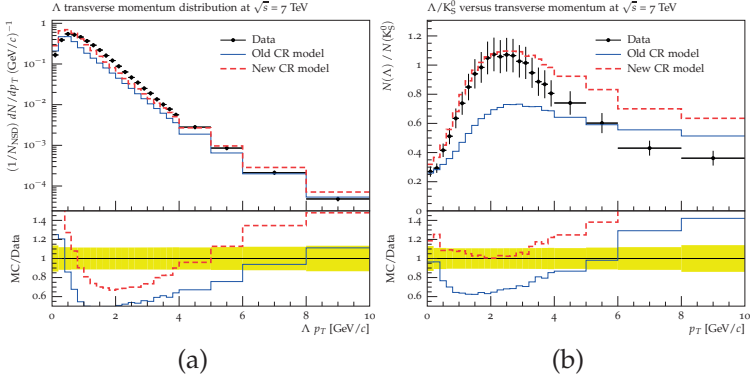 Λ transverse momentum distribution at √s = 7 TeV
(1/N_NSD) dN/dp_T (GeV/c)^−1
1
10^−1
10^−2
10^−3
10^−4
Data
Old CR model
New CR model
MC/Data
1.4
1.2
1
0.8
0.6
0 2 4 6 8 10
Λ p_T [GeV/c]
(a)
Λ/K_S^0 versus transverse momentum at √s = 7 TeV
N(Λ) / N(K_S^0)
1.2
1
0.8
0.6
0.4
0.2
0
Data
Old CR model
New CR model
MC/Data
1.4
1.2
1
0.8
0.6
0 2 4 6 8 10
p_T [GeV/c]
(b)